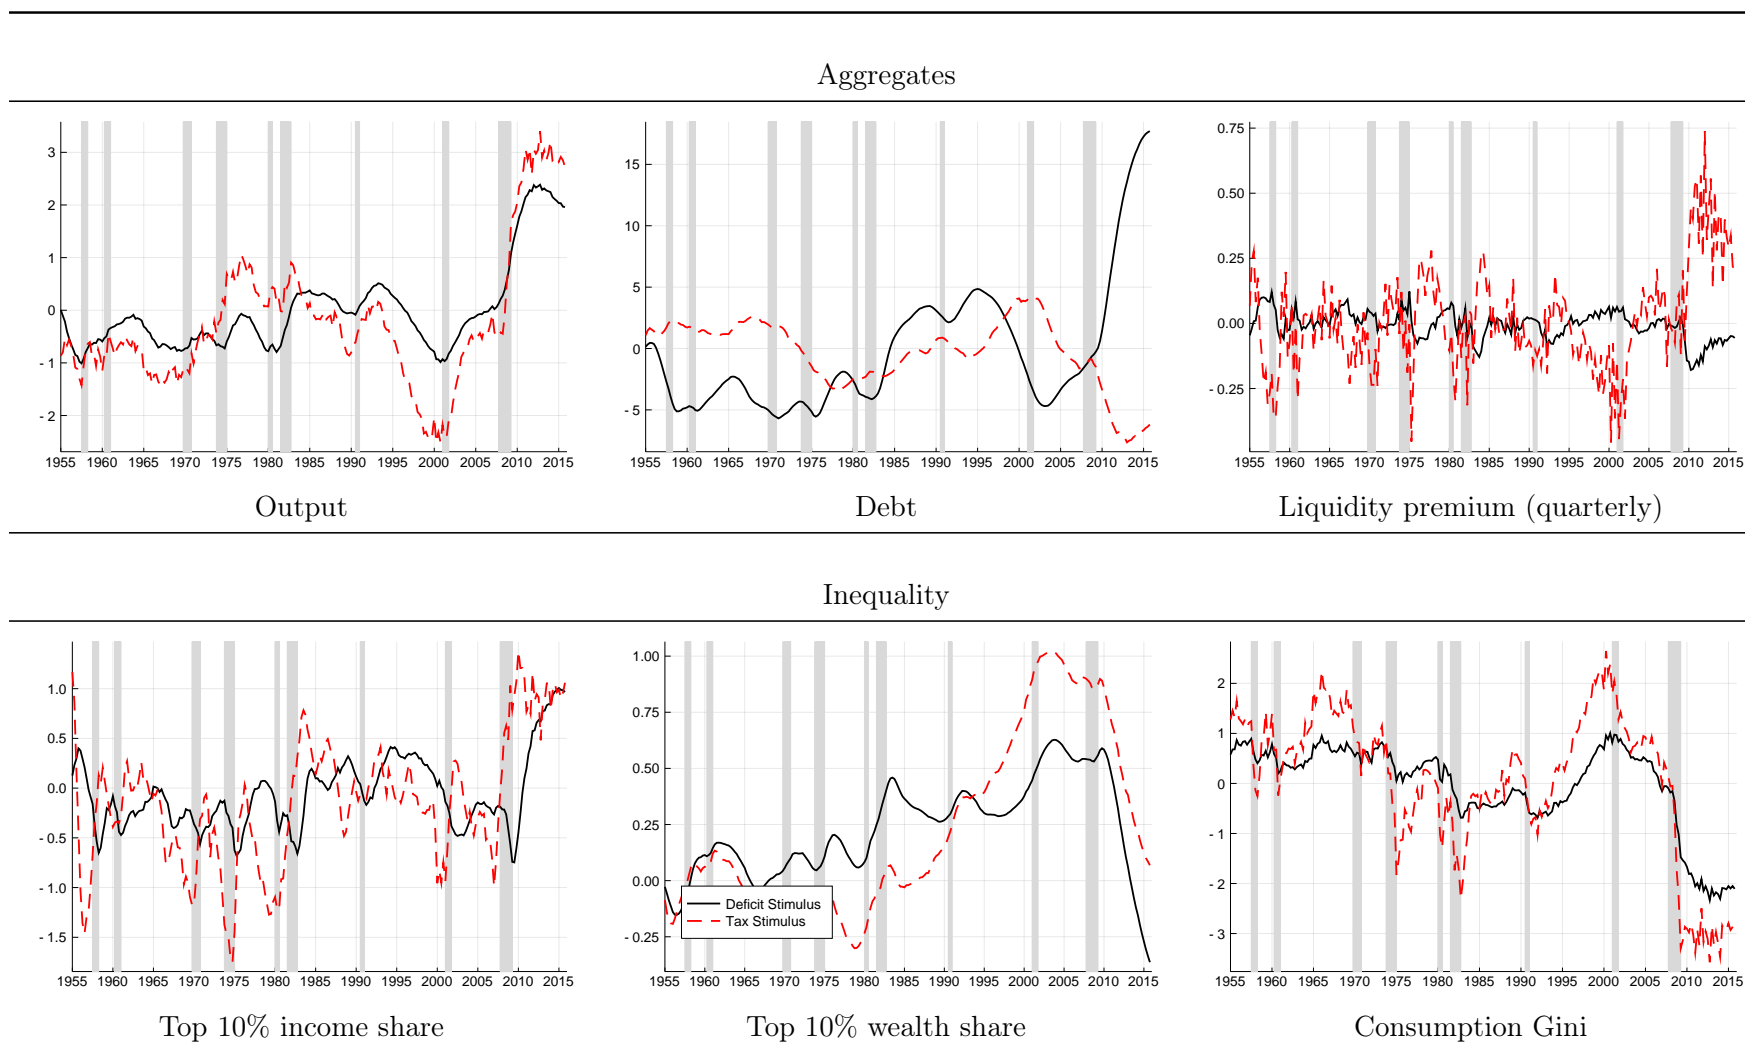 Aggregates
3
2
1
0
- 1
- 2
1955 1960 1965 1970 1975 1980 1985 1990 1995 2000 2005 2010 2015
Output
15
10
5
0
- 5
1955 1960 1965 1970 1975 1980 1985 1990 1995 2000 2005 2010 2015
Debt
0.75
0.50
0.25
0.00
- 0.25
1955 1960 1965 1970 1975 1980 1985 1990 1995 2000 2005 2010 2015
Liquidity premium (quarterly)
Inequality
1.0
0.5
0.0
- 0.5
- 1.0
- 1.5
1955 1960 1965 1970 1975 1980 1985 1990 1995 2000 2005 2010 2015
Top 10% income share
1.00
0.75
0.50
0.25
0.00
- 0.25
Deficit Stimulus
Tax Stimulus
1955 1960 1965 1970 1975 1980 1985 1990 1995 2000 2005 2010 2015
Top 10% wealth share
2
1
0
- 1
- 2
- 3
1955 1960 1965 1970 1975 1980 1985 1990 1995 2000 2005 2010 2015
Consumption Gini